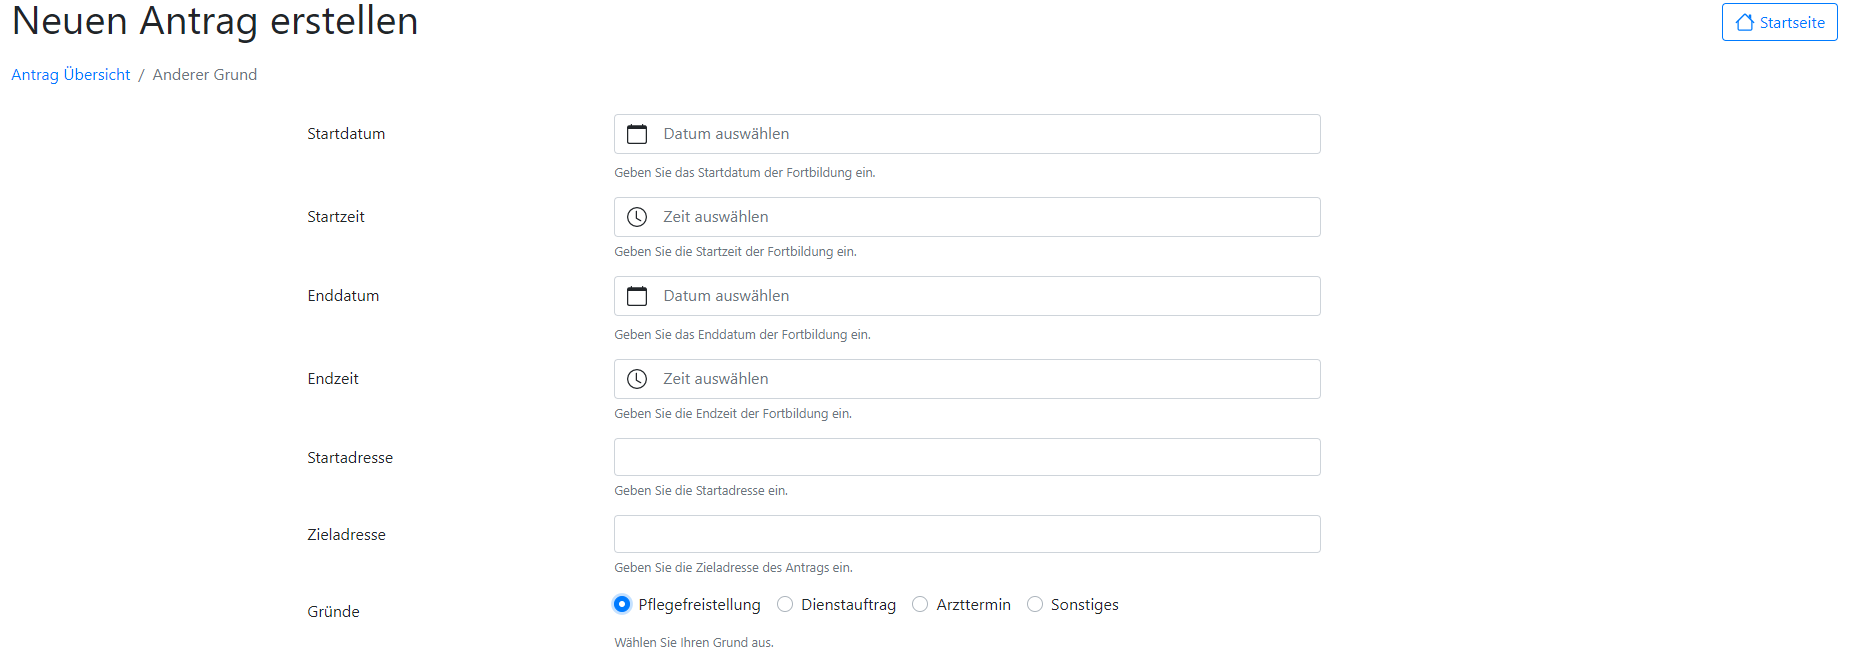 Neuen Antrag erstellen
Startseite
Antrag Übersicht / Anderer Grund
Startdatum
Datum auswählen
Geben Sie das Startdatum der Fortbildung ein.
Startzeit
Zeit auswählen
Geben Sie die Startzeit der Fortbildung ein.
Enddatum
Datum auswählen
Geben Sie das Enddatum der Fortbildung ein.
Endzeit
Zeit auswählen
Geben Sie die Endzeit der Fortbildung ein.
Startadresse
Geben Sie die Startadresse ein.
Zieladresse
Geben Sie die Zieladresse des Antrags ein.
Gründe
Pflegefreistellung Dienstauftrag Arzttermin Sonstiges
Wählen Sie Ihren Grund aus.